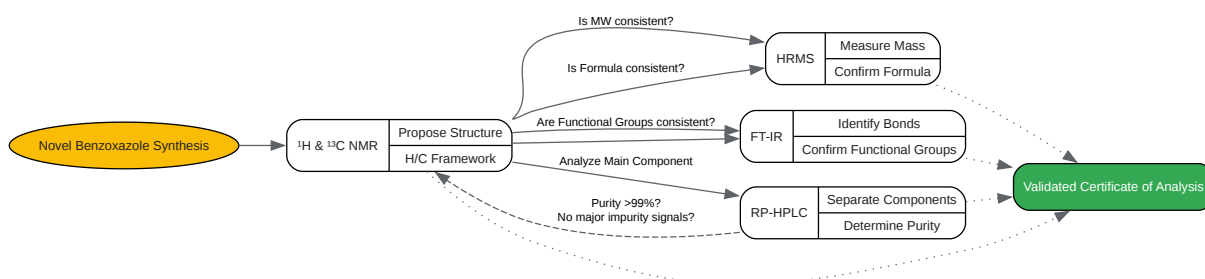 Novel Benzoxazole Synthesis
¹H & ¹³C NMR
Propose Structure
H/C Framework
Is MW consistent?
Is Formula consistent?
Are Functional Groups consistent?
Analyze Main Component
Purity >99%?
No major impurity signals?
HRMS
Measure Mass
Confirm Formula
FT-IR
Identify Bonds
Confirm Functional Groups
RP-HPLC
Separate Components
Determine Purity
Validated Certificate of Analysis